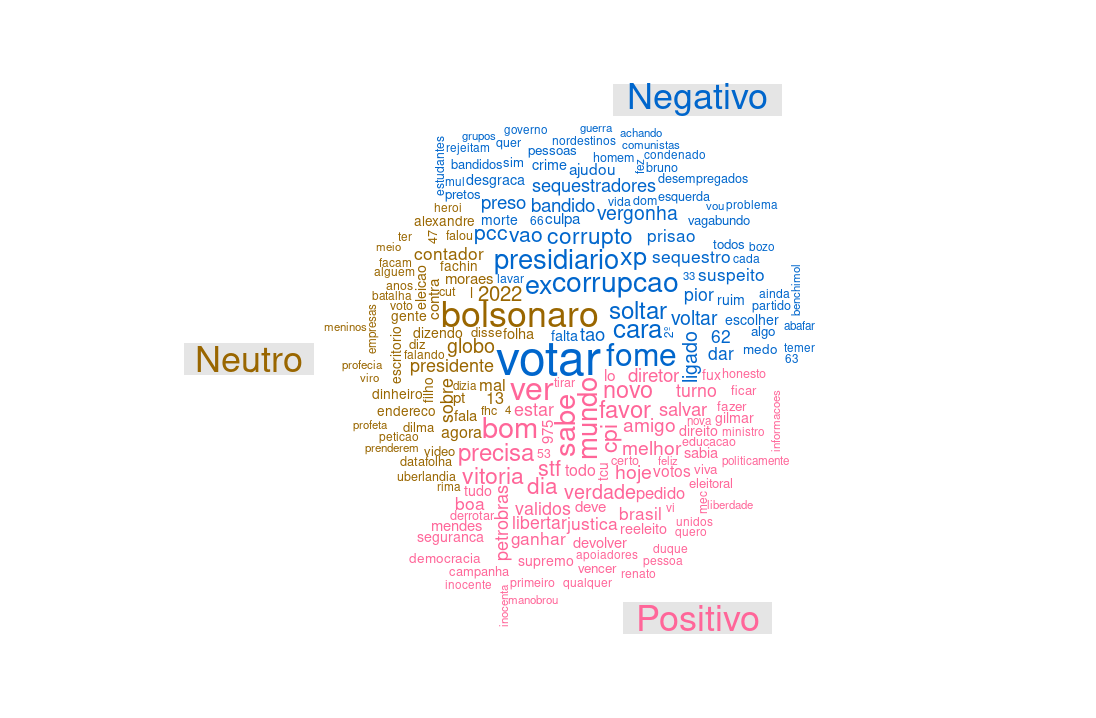 Negativo
governo guerra achando
grupos quer nordestinos comunistas
estudantes rejeitam pessoas homem condenado
bandidos sim crime ajudou fez bruno
mul desgraca sequestradores desempregados
pretos preso bandido vida dom esquerda
heroi vergonha vou problema
alexandre morte 66 culpa vagabundo
ter 47 falou pcc vao corrupto prisao
meio contador presidiario xp sequestro todos bozo
facam fachin cada
alguem eleicao moraes lavar ex corrupcao 33 suspeito benchimol
anos contra cut l 2022 pior ainda
batalha ruim partido
voto bolsonaro soltar
gente voltar escolher abafar
meninos empresas dizendo disse folha falta tao cara 2º algo
escritorio diz globo votar fome 62 medo temer
falando ligado dar 63
Neutro
profecia presidente
viro filho sobre dizia mal ver tirar lo diretor fux honesto
dinheiro pt 13 novo turno ficar
endereco fala fhc 4 estar sabe mundo favor salvar fazer informacoes
profeta dilma agora bom 975 cpi amigo nova gilmar
peticao direito ministro
prenderem video precisa 53 melhor educacao
datafolha stf certo feliz sabia politicamente
uberlandia vitoria todo tcu hoje votos viva
rima tudo dia verdade pedido eleitoral
boa petrobras validos deve mec liberdade
derrotar brasil vi
mendes libertar justica reeleito unidos
seguranca ganhar devolver quero
democracia supremo apoiadores duque
campanha vencer pessoa
inocente primeiro qualquer renato
inocenta manobrou
Positivo